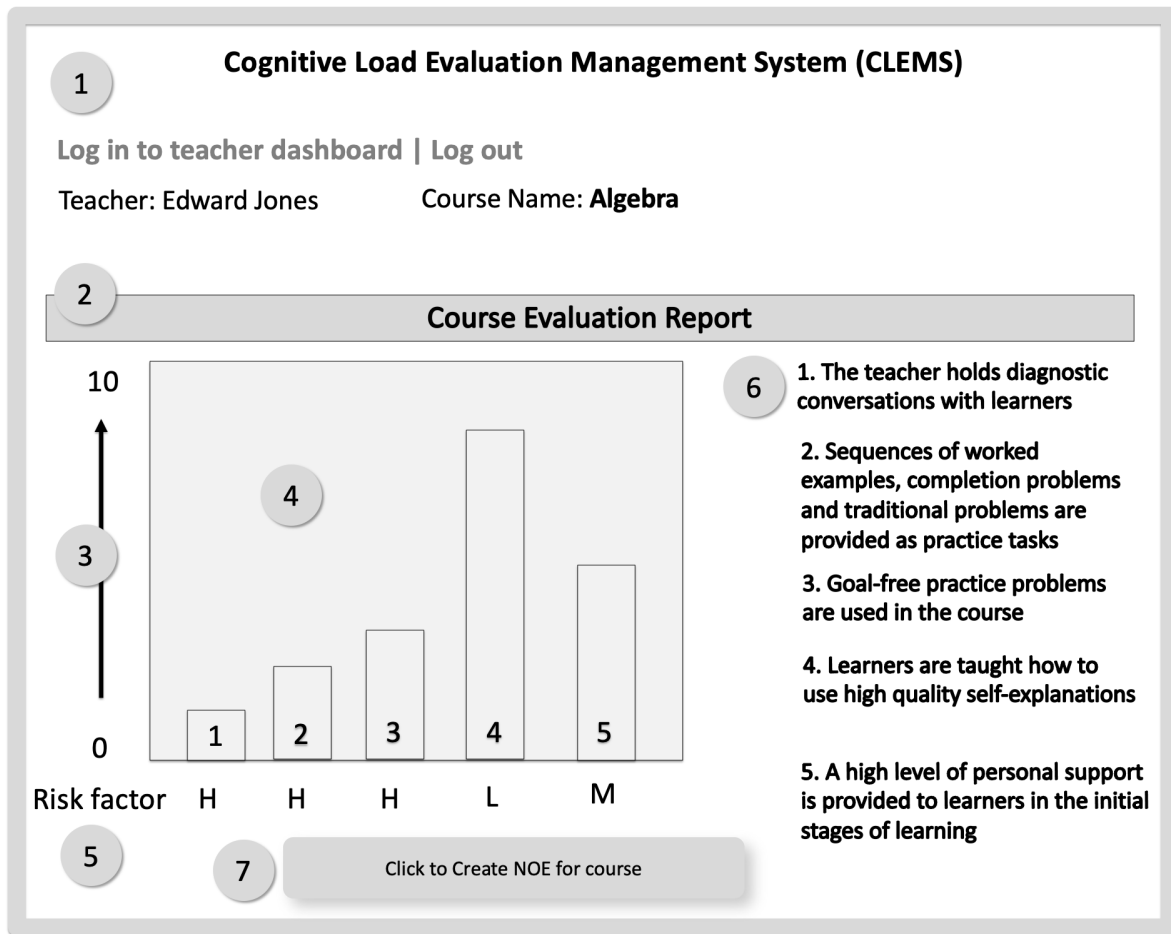 1
Cognitive Load Evaluation Management System (CLEMS)
Log in to teacher dashboard | Log out
Teacher: Edward Jones
Course Name: Algebra
2
Course Evaluation Report
10
3
0
4
1
2
3
4
5
Risk factor
H
H
H
L
M
5
6
1. The teacher holds diagnostic
conversations with learners
2. Sequences of worked
examples, completion problems
and traditional problems are
provided as practice tasks
3. Goal-free practice problems
are used in the course
4. Learners are taught how to
use high quality self-explanations
5. A high level of personal support
is provided to learners in the initial
stages of learning
7
Click to Create NOE for course